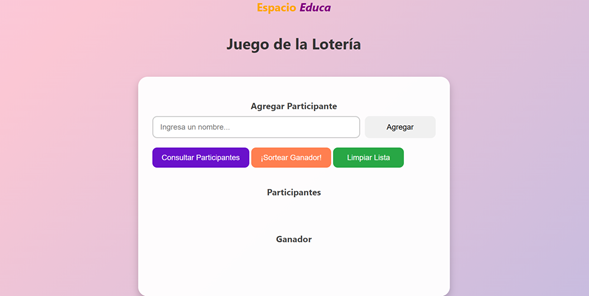 Espacio Educa
Juego de la Lotería
Agregar Participante
Ingresa un nombre... Agregar
Consultar Participantes ¡Sortear Ganador! Limpiar Lista
Participantes
Ganador